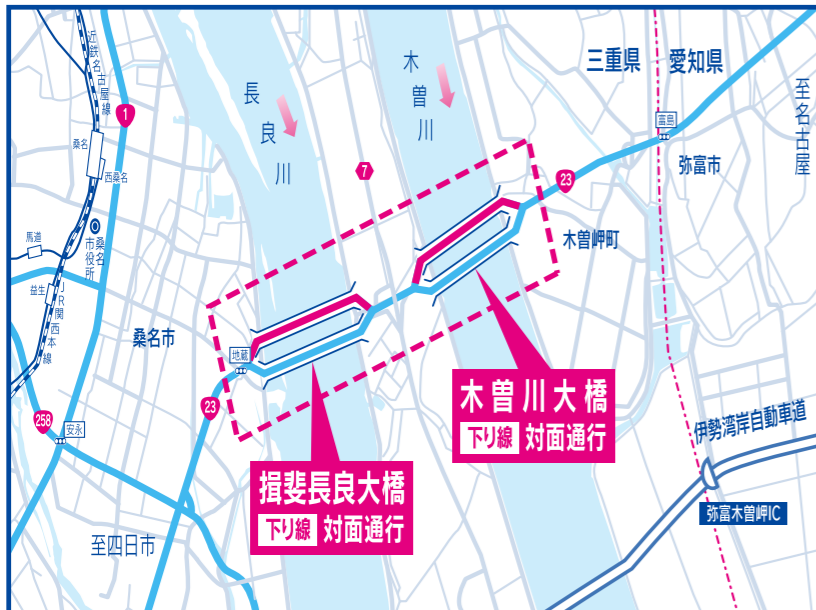 近鉄名古屋線
1
桑名
西桑名
馬道
桑名市役所
益生
JR関西本線
桑名市
258
安永
至四日市
長良川
木曽川
7
三重県
愛知県
至名古屋
富島
弥富市
23
木曽岬町
地蔵
23
木曽川大橋
下り線 対面通行
揖斐長良大橋
下り線 対面通行
伊勢湾岸自動車道
弥富木曽岬IC